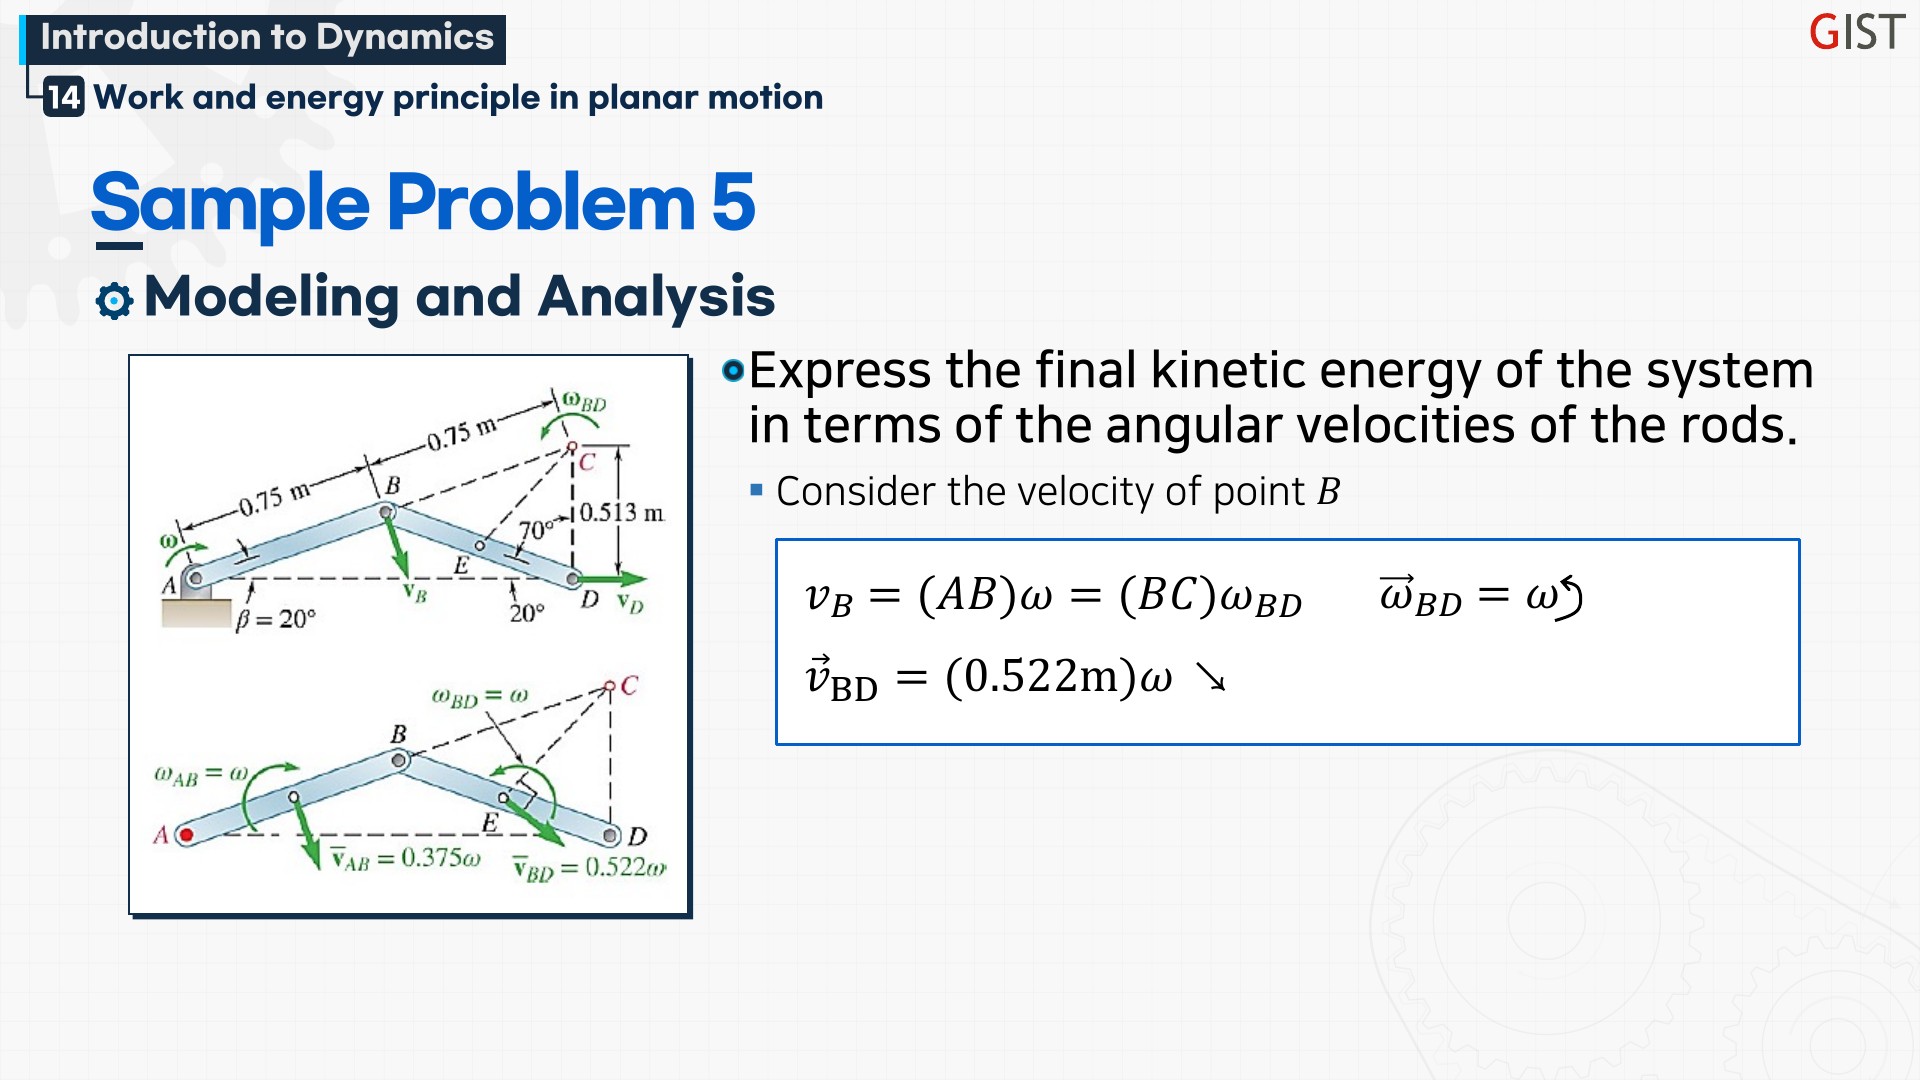 Introduction to Dynamics
GIST
14 Work and energy principle in planar motion
Sample Problem 5
Modeling and Analysis
Express the final kinetic energy of the system
in terms of the angular velocities of the rods.
Consider the velocity of point B
v_B = (AB)ω = (BC)ω_BD    ω⃗_BD = ω↺
v⃗_BD = (0.522m)ω ↘
ω_BD
0.75 m
C
0.75 m
B
0.513 m
70°
ω
E
A
v_B
D
v_D
β = 20°
20°
C
ω_BD = ω
B
ω_AB = ω
E
A
D
v̅_AB = 0.375ω
v̅_BD = 0.522ω